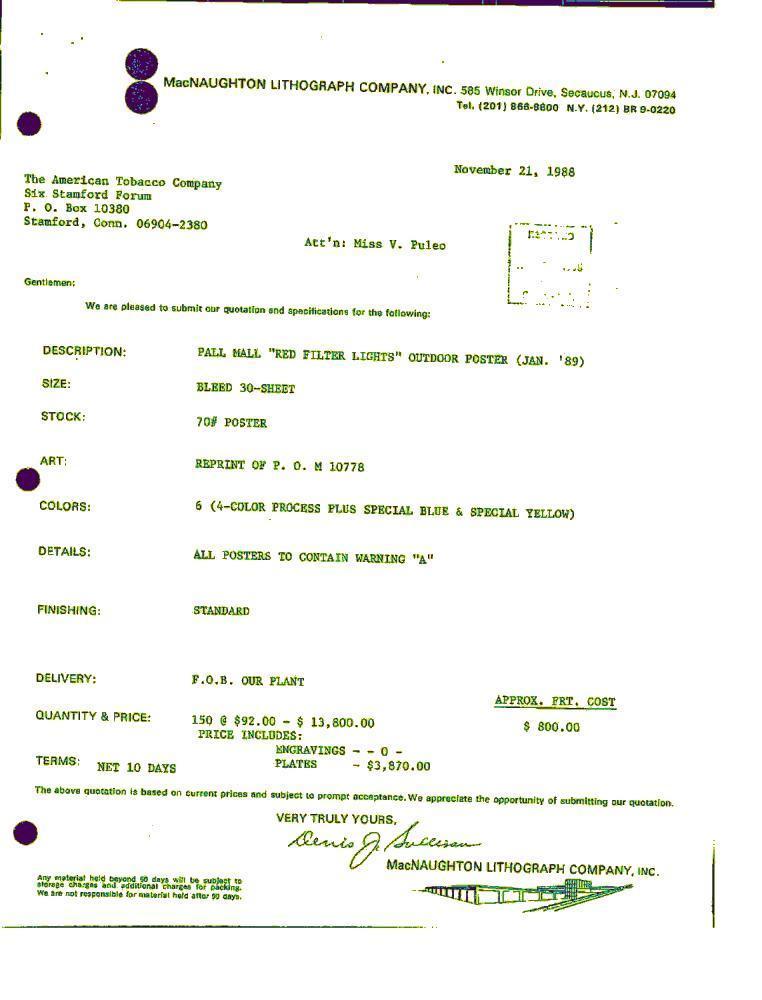 MacNAUGHTON LITHOGRAPH COMPANY, INC. 585 Winsor Drive, Secaucus, N.J. 07094
Tel. (201) 866-8800 N.Y. (212) BR 9-0220
November 21, 1988
The American Tobacco Company
Six Stamford Forum
P. O. Box 10380
Stamford, Conn. 06904-2380
Att'n: Miss V. Puleo
Gentlemen:
We are pleased to submit our quotation and specifications for the following:
DESCRIPTION: PALL MALL "RED FILTER LIGHTS" OUTDOOR POSTER (JAN. '89)
SIZE: BLEED 30-SHEET
STOCK: 70# POSTER
ART: REPRINT OF P. O. M 10778
COLORS: 6 (4-COLOR PROCESS PLUS SPECIAL BLUE & SPECIAL YELLOW)
DETAILS: ALL POSTERS TO CONTAIN WARNING "A"
FINISHING: STANDARD
DELIVERY: F.O.B. OUR PLANT
APPROX. FRT. COST
QUANTITY & PRICE: 150 @ $92.00 - $ 13,800.00 $ 800.00
PRICE INCLUDES:
ENGRAVINGS - - 0 -
TERMS: NET 10 DAYS PLATES - $3,870.00
The above quotation is based on current prices and subject to prompt acceptance. We appreciate the opportunity of submitting our quotation.
VERY TRULY YOURS,
Denis J. Sullivan
MacNAUGHTON LITHOGRAPH COMPANY, INC.
Any material held beyond 90 days will be subject to
storage charges and additional charges for packing.
We are not responsible for material held after 90 days.